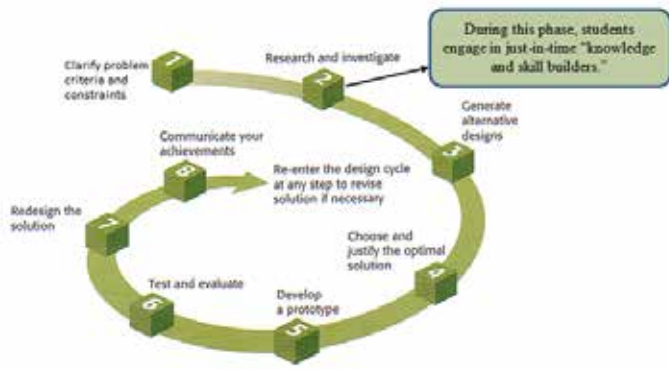 1
Clarify problem
criteria and
constraints
2
Research and investigate
During this phase, students
engage in just-in-time "knowledge
and skill builders."
3
Generate
alternative
designs
4
Choose and
justify the optimal
solution
5
Develop
a prototype
6
Test and evaluate
7
Redesign the
solution
8
Communicate your
achievements
Re-enter the design cycle
at any step to revise
solution if necessary